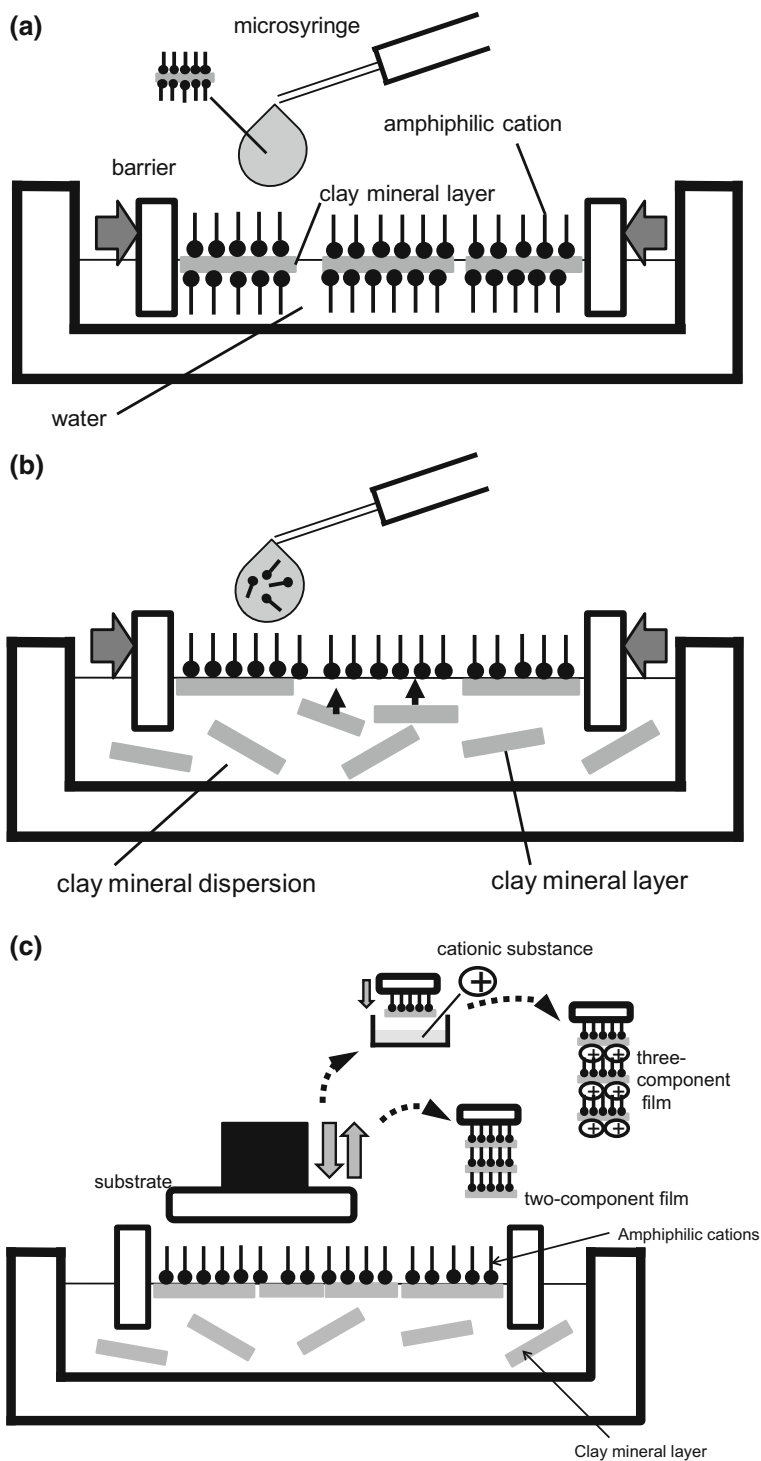 (a)
microsyringe
amphiphilic cation
barrier
clay mineral layer
water
(b)
clay mineral dispersion
clay mineral layer
(c)
cationic substance
+
three-
component
film
+ +
+ +
+ +
substrate
two-component film
Amphiphilic cations
Clay mineral layer